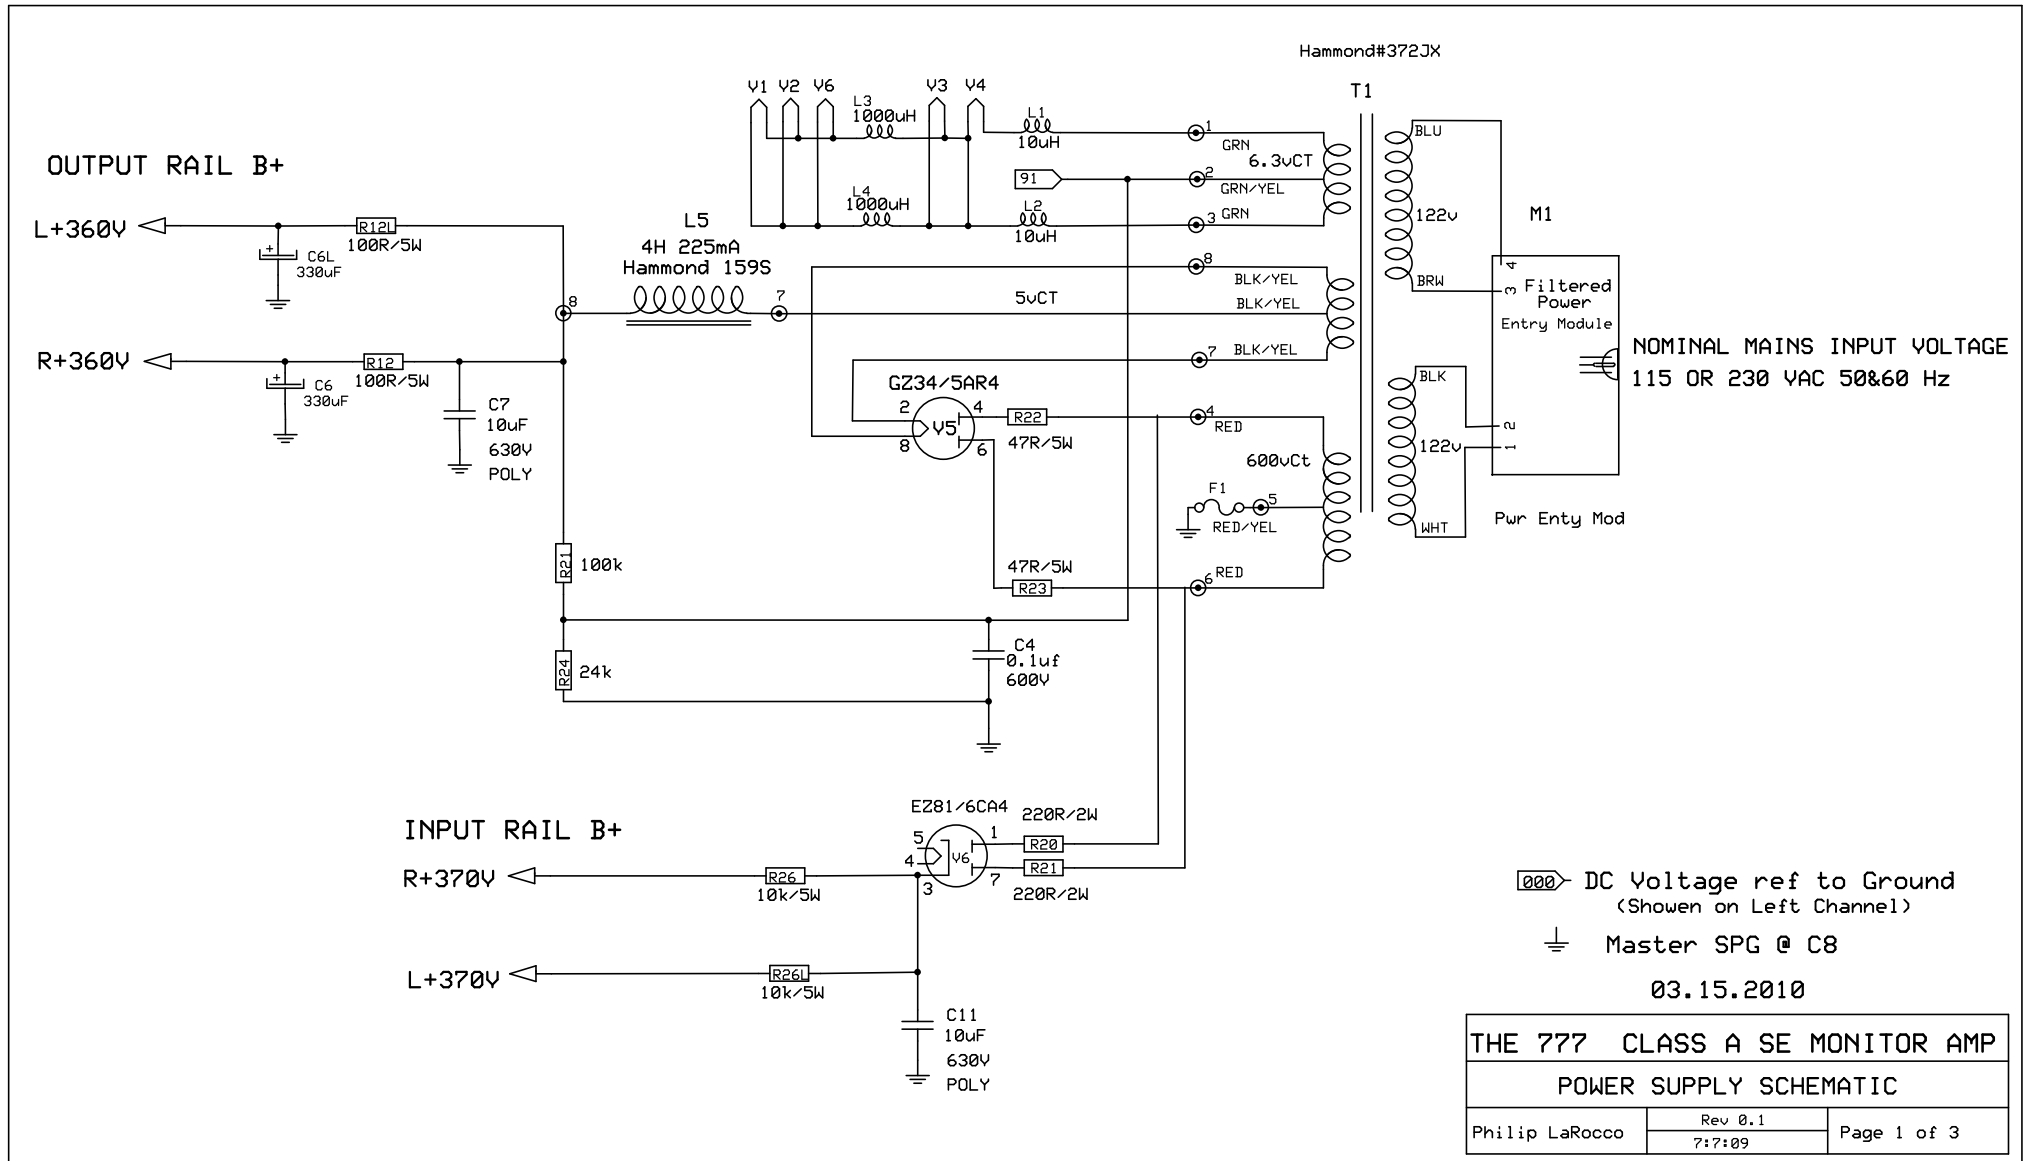 Hammond#372JX
T1
V1 V2 V6 V3 V4
L3
1000uH
L1
10uH
1
GRN
6.3vCT
91
2
GRN/YEL
L4
1000uH
L2
10uH
3
GRN
BLU
122v
BRW
M1
4
3
Filtered
Power
Entry Module
2
1
NOMINAL MAINS INPUT VOLTAGE
115 OR 230 VAC 50&60 Hz
Pwr Enty Mod
BLK
122v
WHT
OUTPUT RAIL B+
L+360V
R12L
100R/5W
+
C6L
330uF
R+360V
R12
100R/5W
+
C6
330uF
C7
10uF
630V
POLY
8
L5
4H 225mA
Hammond 159S
7
8
BLK/YEL
5vCT
BLK/YEL
7
BLK/YEL
GZ34/5AR4
2
8
V5
4
6
R22
47R/5W
4
RED
600vCt
F1
5
RED/YEL
47R/5W
R23
6
RED
R21
100k
R24
24k
C4
0.1uf
600V
INPUT RAIL B+
EZ81/6CA4
5
4
3
V6
1
7
220R/2W
R20
R21
220R/2W
R+370V
R26
10k/5W
L+370V
R26L
10k/5W
C11
10uF
630V
POLY
000 DC Voltage ref to Ground
(Showen on Left Channel)
Master SPG @ C8
03.15.2010
THE 777 CLASS A SE MONITOR AMP
POWER SUPPLY SCHEMATIC
Philip LaRocco
Rev 0.1
7:7:09
Page 1 of 3